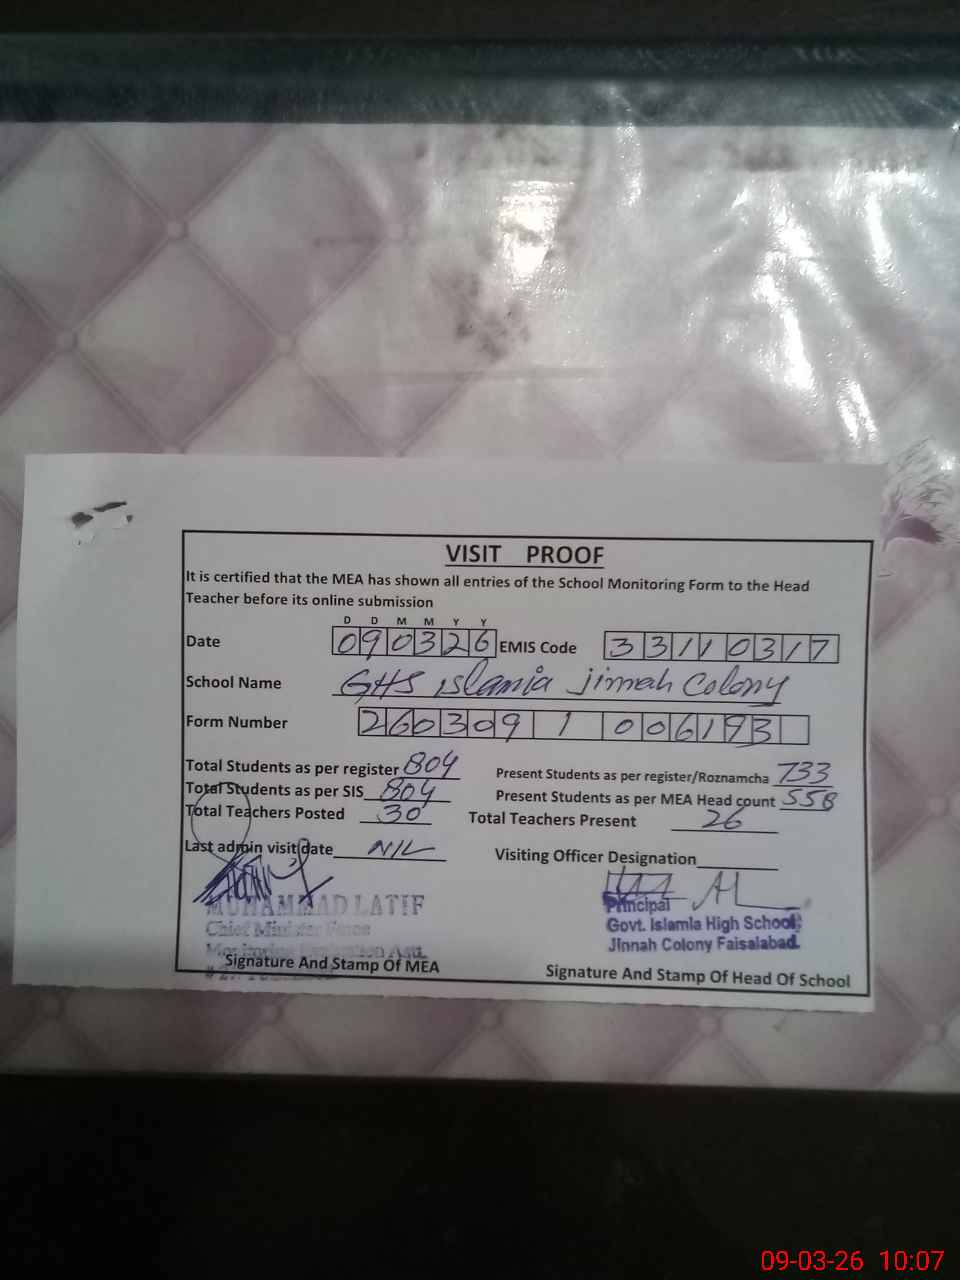 VISIT PROOF
It is certified that the MEA has shown all entries of the School Monitoring Form to the Head
Teacher before its online submission
D D M M Y Y
Date 090326 EMIS Code 33110317
School Name GHS islamia jinnah Colony
Form Number 260309 1 006193
Total Students as per register 804 Present Students as per register/Roznamcha 733
Total Students as per SIS 804 Present Students as per MEA Head count 558
Total Teachers Posted 30 Total Teachers Present 26
Last admin visit date NIL Visiting Officer Designation
MUHAMMAD LATIF
Chief Minister
Monitoring
Principal
Govt. Islamia High School,
Jinnah Colony Faisalabad.
Signature And Stamp Of MEA Signature And Stamp Of Head Of School
09-03-26 10:07